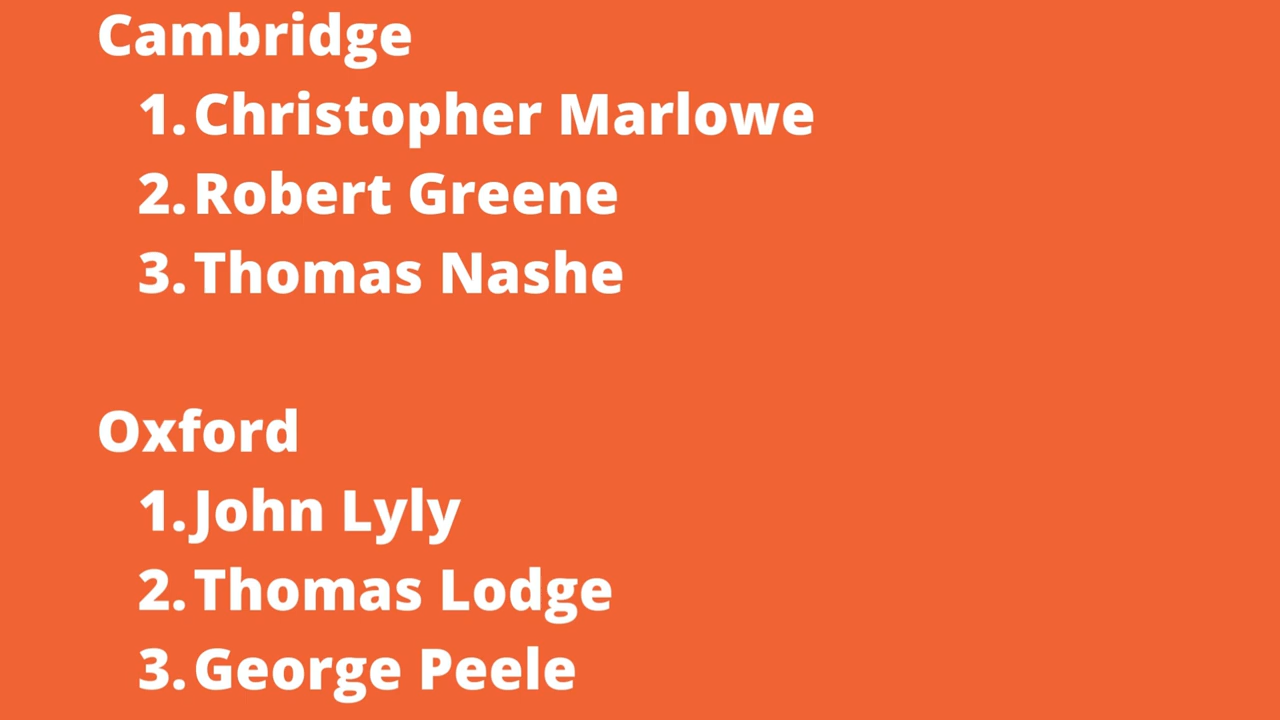 Cambridge
1. Christopher Marlowe
2. Robert Greene
3. Thomas Nashe
Oxford
1. John Lyly
2. Thomas Lodge
3. George Peele